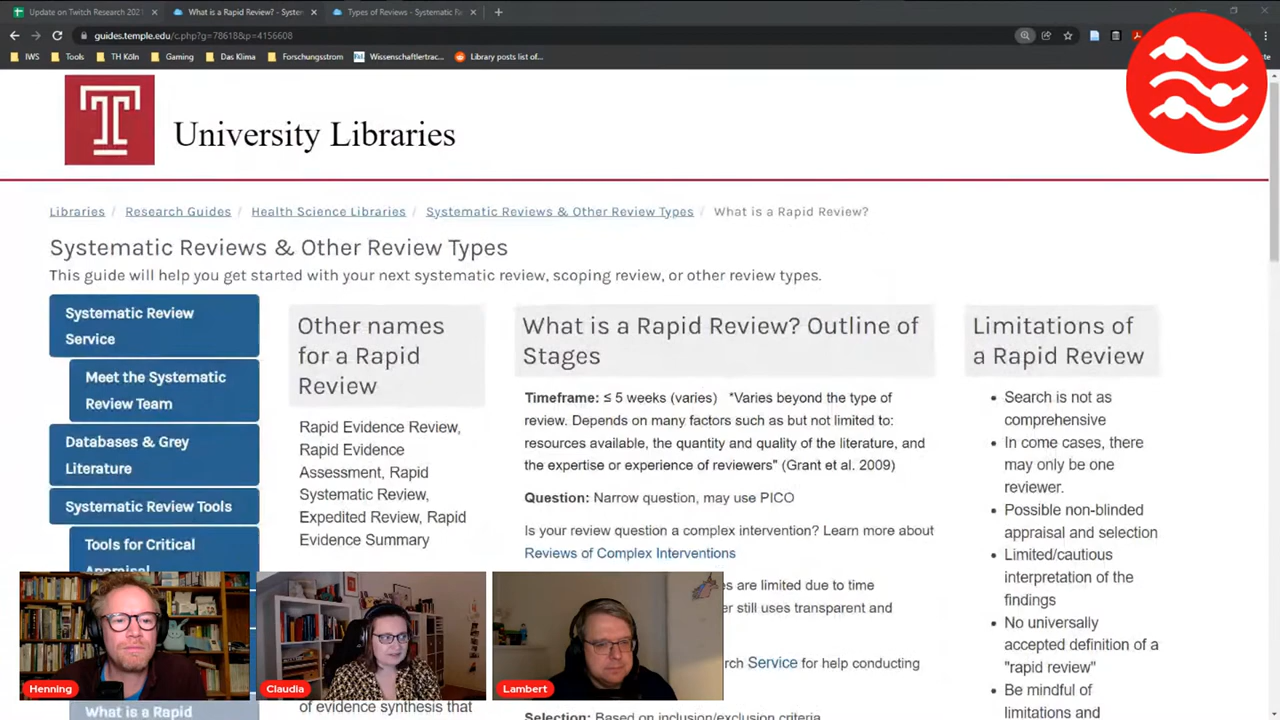 Update on Twitch Research 202
What is a Rapid Review? - System
Types of Reviews - Systematic Re
guides.temple.edu/c.php?g=78618&p=4156608
IWS
Tools
TH Köln
Gaming
Das Klima
Forschungsstrom
Wissenschaftlertrac...
Library posts list of...
University Libraries
Libraries / Research Guides / Health Science Libraries / Systematic Reviews & Other Review Types / What is a Rapid Review?
Systematic Reviews & Other Review Types
This guide will help you get started with your next systematic review, scoping review, or other review types.
Systematic Review
Service
Meet the Systematic
Review Team
Databases & Grey
Literature
Systematic Review Tools
Tools for Critical
Appraisal
What is a Rapid
Other names
for a Rapid
Review
Rapid Evidence Review,
Rapid Evidence
Assessment, Rapid
Systematic Review,
Expedited Review, Rapid
Evidence Summary
of evidence synthesis that
What is a Rapid Review? Outline of
Stages
Timeframe: ≤ 5 weeks (varies) *Varies beyond the type of
review. Depends on many factors such as but not limited to:
resources available, the quantity and quality of the literature, and
the expertise or experience of reviewers" (Grant et al. 2009)
Question: Narrow question, may use PICO
Is your review question a complex intervention? Learn more about
Reviews of Complex Interventions
es are limited due to time
er still uses transparent and
rch Service for help conducting
Selection: Based on inclusion/exclusion criteria
Limitations of
a Rapid Review
• Search is not as
comprehensive
• In come cases, there
may only be one
reviewer.
• Possible non-blinded
appraisal and selection
• Limited/cautious
interpretation of the
findings
• No universally
accepted definition of a
"rapid review"
• Be mindful of
limitations and
Henning
Claudia
Lambert